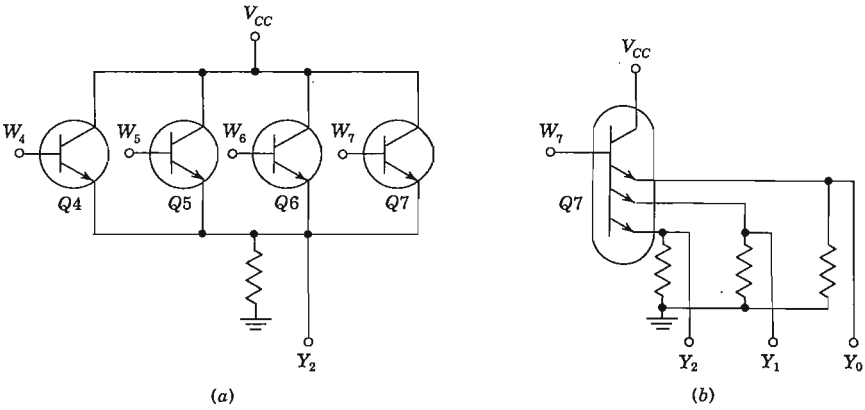 V_CC
W_4 W_5 W_6 W_7
Q4 Q5 Q6 Q7
Y_2
(a)
V_CC
W_7
Q7
Y_2 Y_1 Y_0
(b)